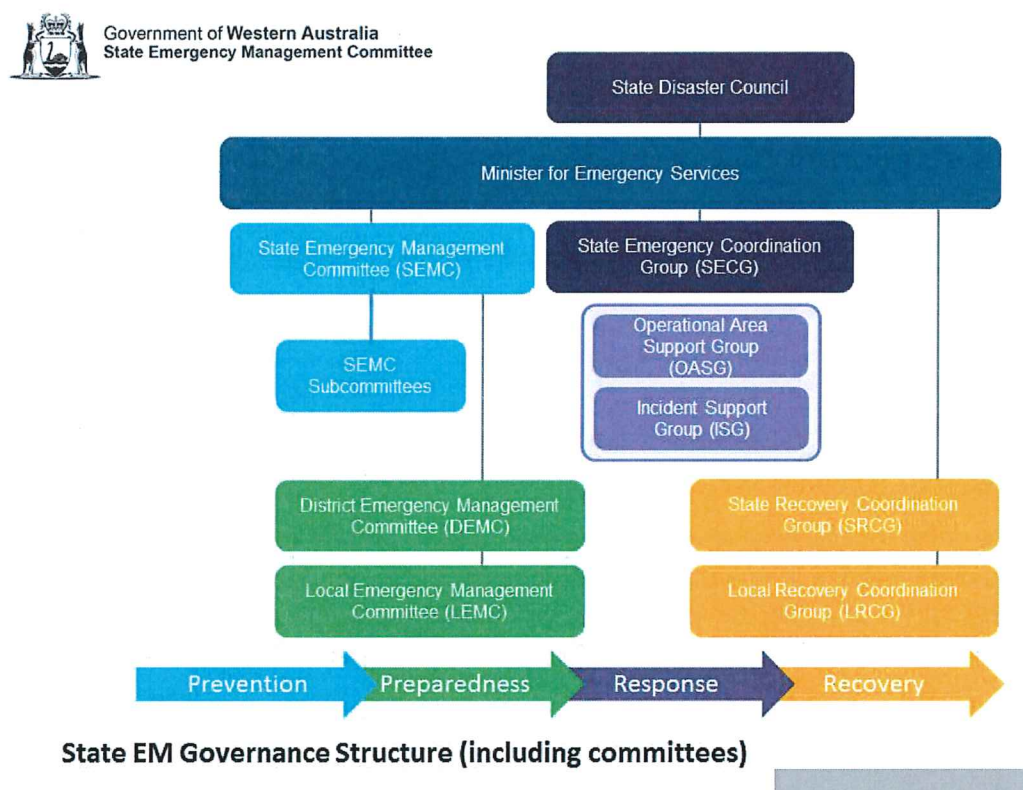 Government of Western Australia
State Emergency Management Committee
State Disaster Council
Minister for Emergency Services
State Emergency Management
Committee (SEMC)
State Emergency Coordination
Group (SECG)
Operational Area
Support Group
(OASG)
SEMC
Subcommittees
Incident Support
Group (ISG)
District Emergency Management
Committee (DEMC)
State Recovery Coordination
Group (SRCG)
Local Emergency Management
Committee (LEMC)
Local Recovery Coordination
Group (LRCG)
Prevention
Preparedness
Response
Recovery
State EM Governance Structure (including committees)